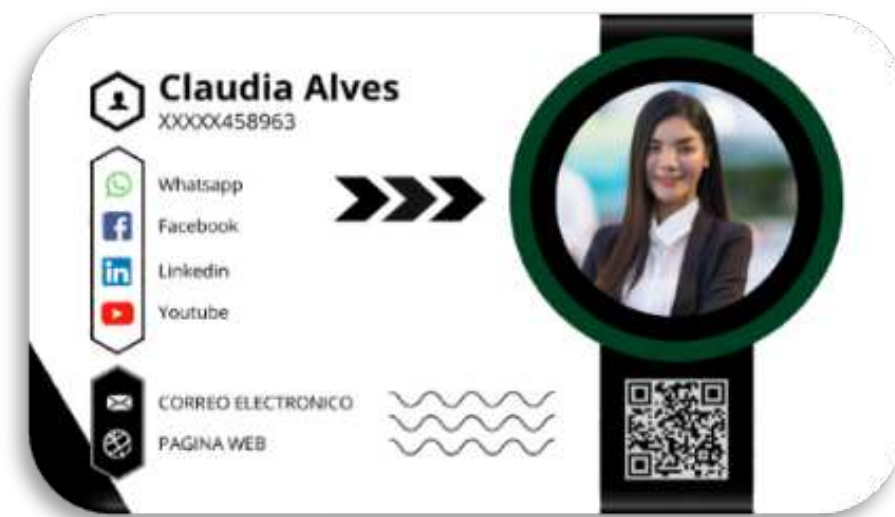 Claudia Alves
XXXXX458963
Whatsapp
Facebook
Linkedin
Youtube
CORREO ELECTRONICO
PAGINA WEB